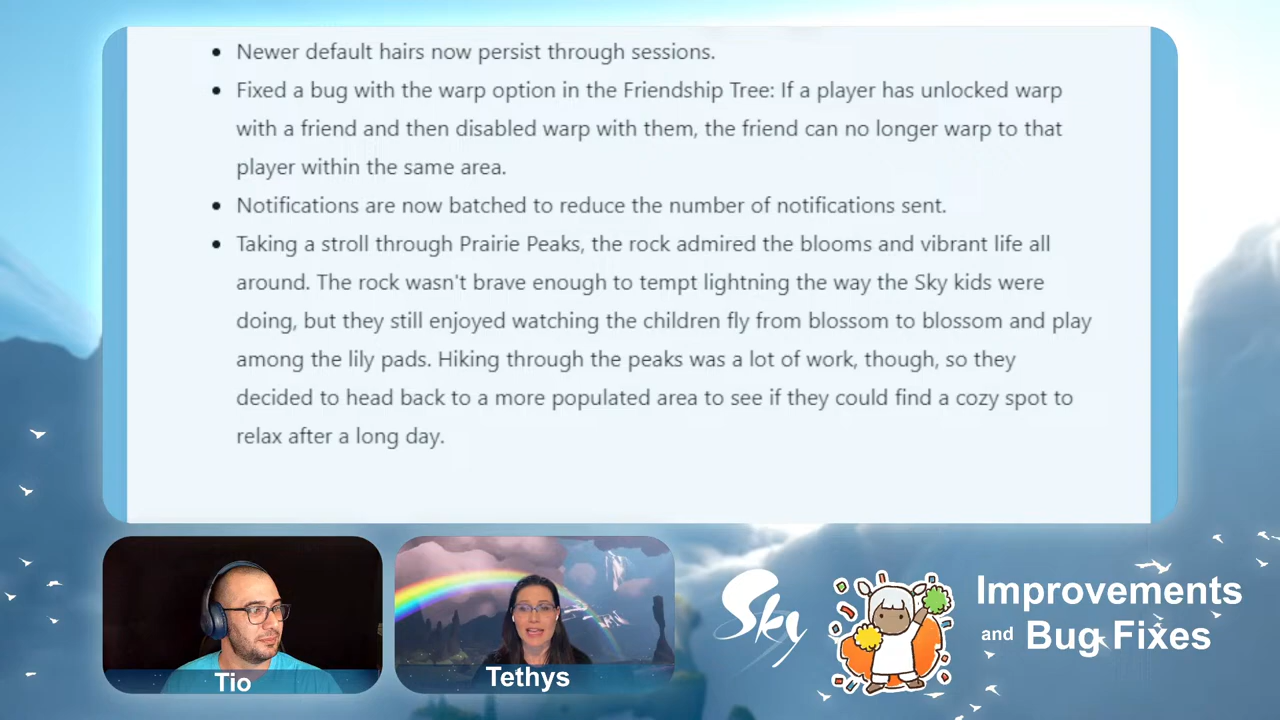 • Newer default hairs now persist through sessions.
• Fixed a bug with the warp option in the Friendship Tree: If a player has unlocked warp
with a friend and then disabled warp with them, the friend can no longer warp to that
player within the same area.
• Notifications are now batched to reduce the number of notifications sent.
• Taking a stroll through Prairie Peaks, the rock admired the blooms and vibrant life all
around. The rock wasn't brave enough to tempt lightning the way the Sky kids were
doing, but they still enjoyed watching the children fly from blossom to blossom and play
among the lily pads. Hiking through the peaks was a lot of work, though, so they
decided to head back to a more populated area to see if they could find a cozy spot to
relax after a long day.
Tio
Tethys
Sky
Improvements
and Bug Fixes